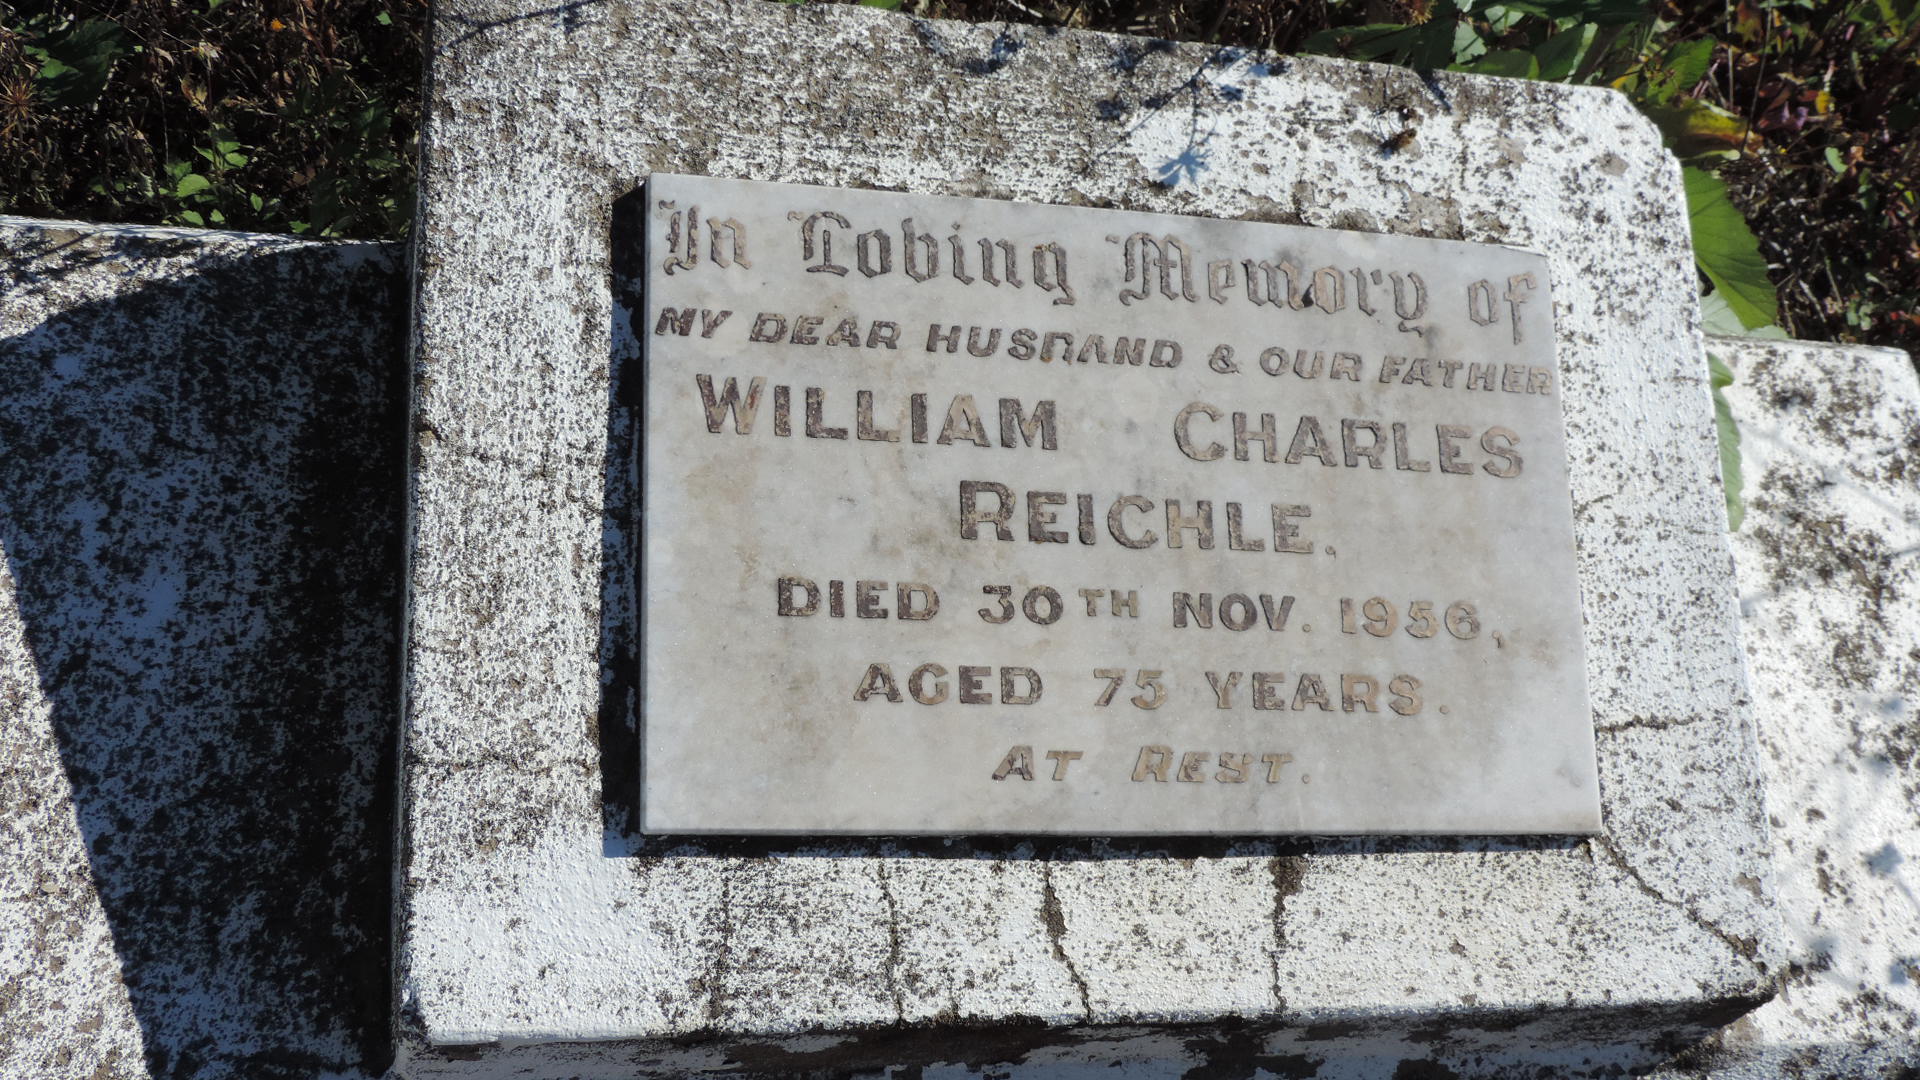 In Loving Memory of
MY DEAR HUSBAND & OUR FATHER
WILLIAM CHARLES
REICHLE.
DIED 30TH NOV. 1956,
AGED 75 YEARS.
AT REST.